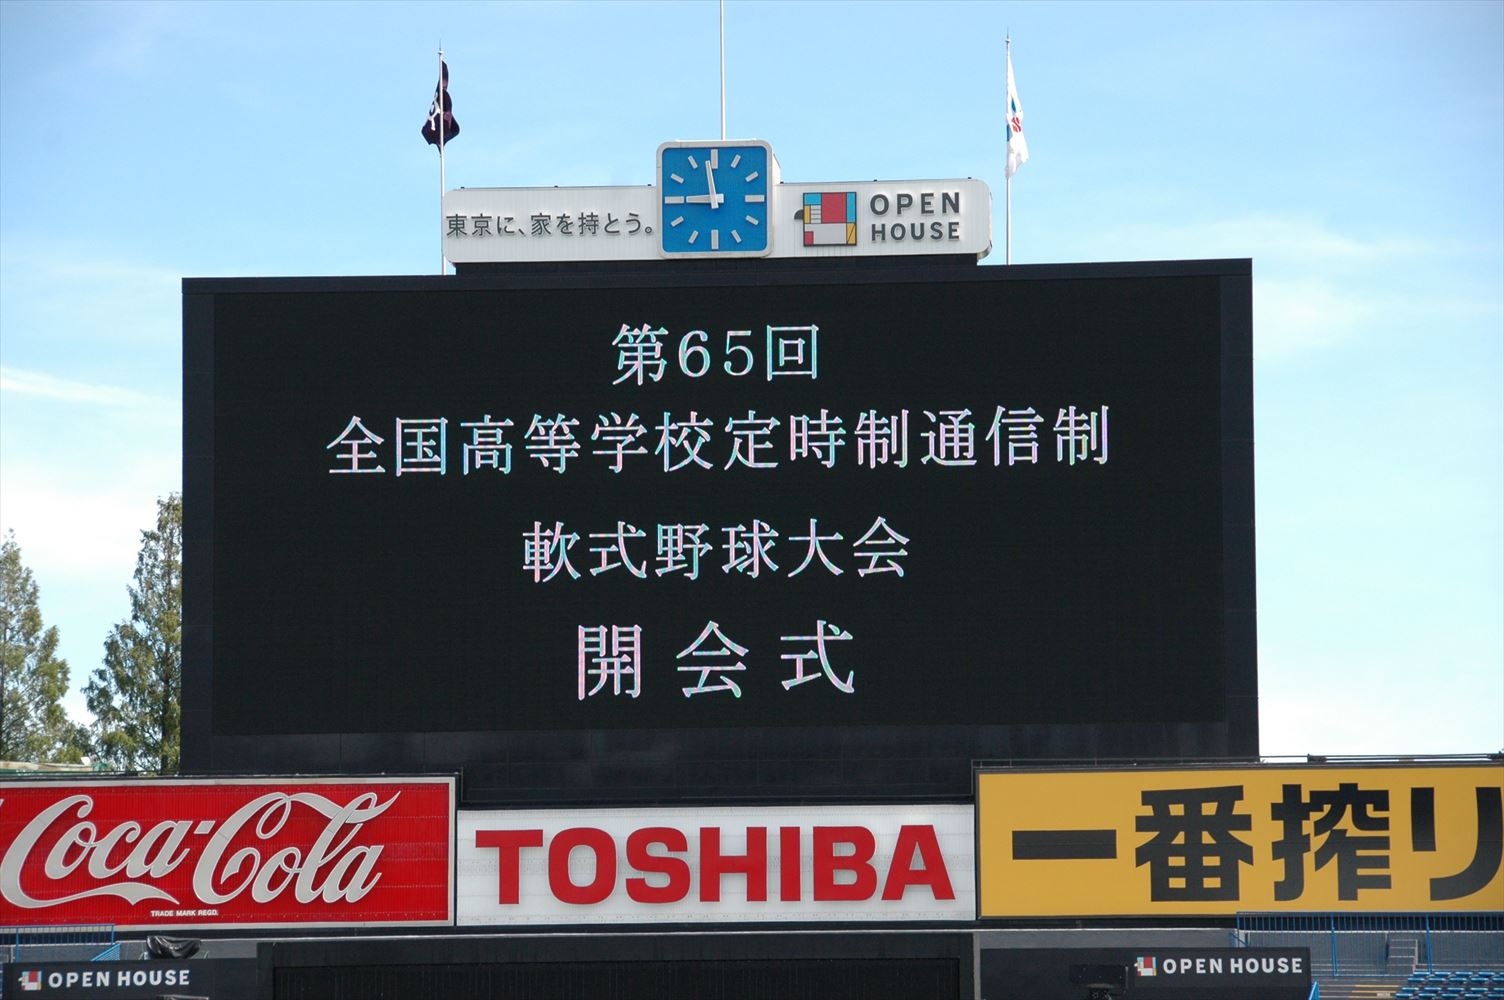 東京に、家を持とう。
OPEN
HOUSE
第65回
全国高等学校定時制通信制
軟式野球大会
開会式
Coca-Cola
TRADE MARK REGD.
TOSHIBA
一番搾り
OPEN HOUSE
OPEN HOUSE